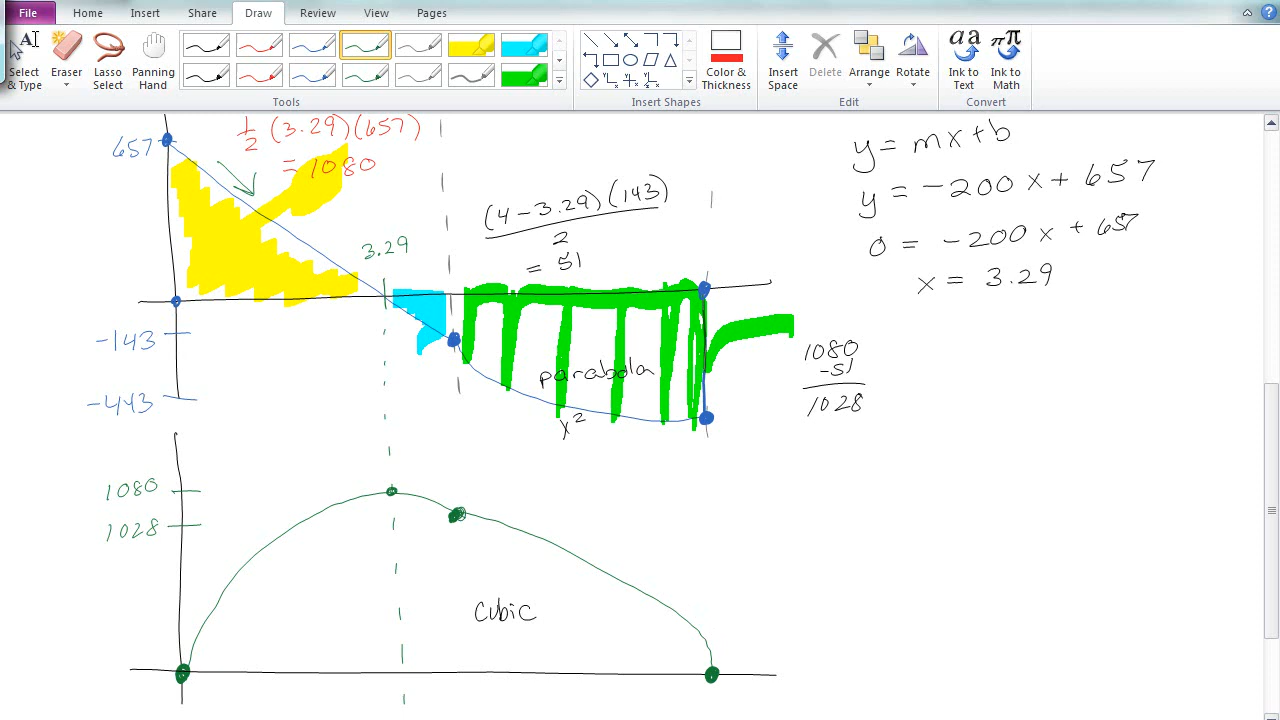 File Home Insert Share Draw Review View Pages
A
Select & Type
Eraser
Lasso Select
Panning Hand
Color & Thickness
Insert Space
Delete
Arrange
Rotate
aa
Ink to Text
π
Ink to Math
Tools
Insert Shapes
Edit
Convert
657
1/2 (3.29)(657)
= 1080
3.29
(4-3.29)(143)
2
= 51
y = mx+b
y = -200x + 657
0 = -200x + 657
x = 3.29
-143
-443
parabola
x²
1080
-51
1028
1080
1028
cubic